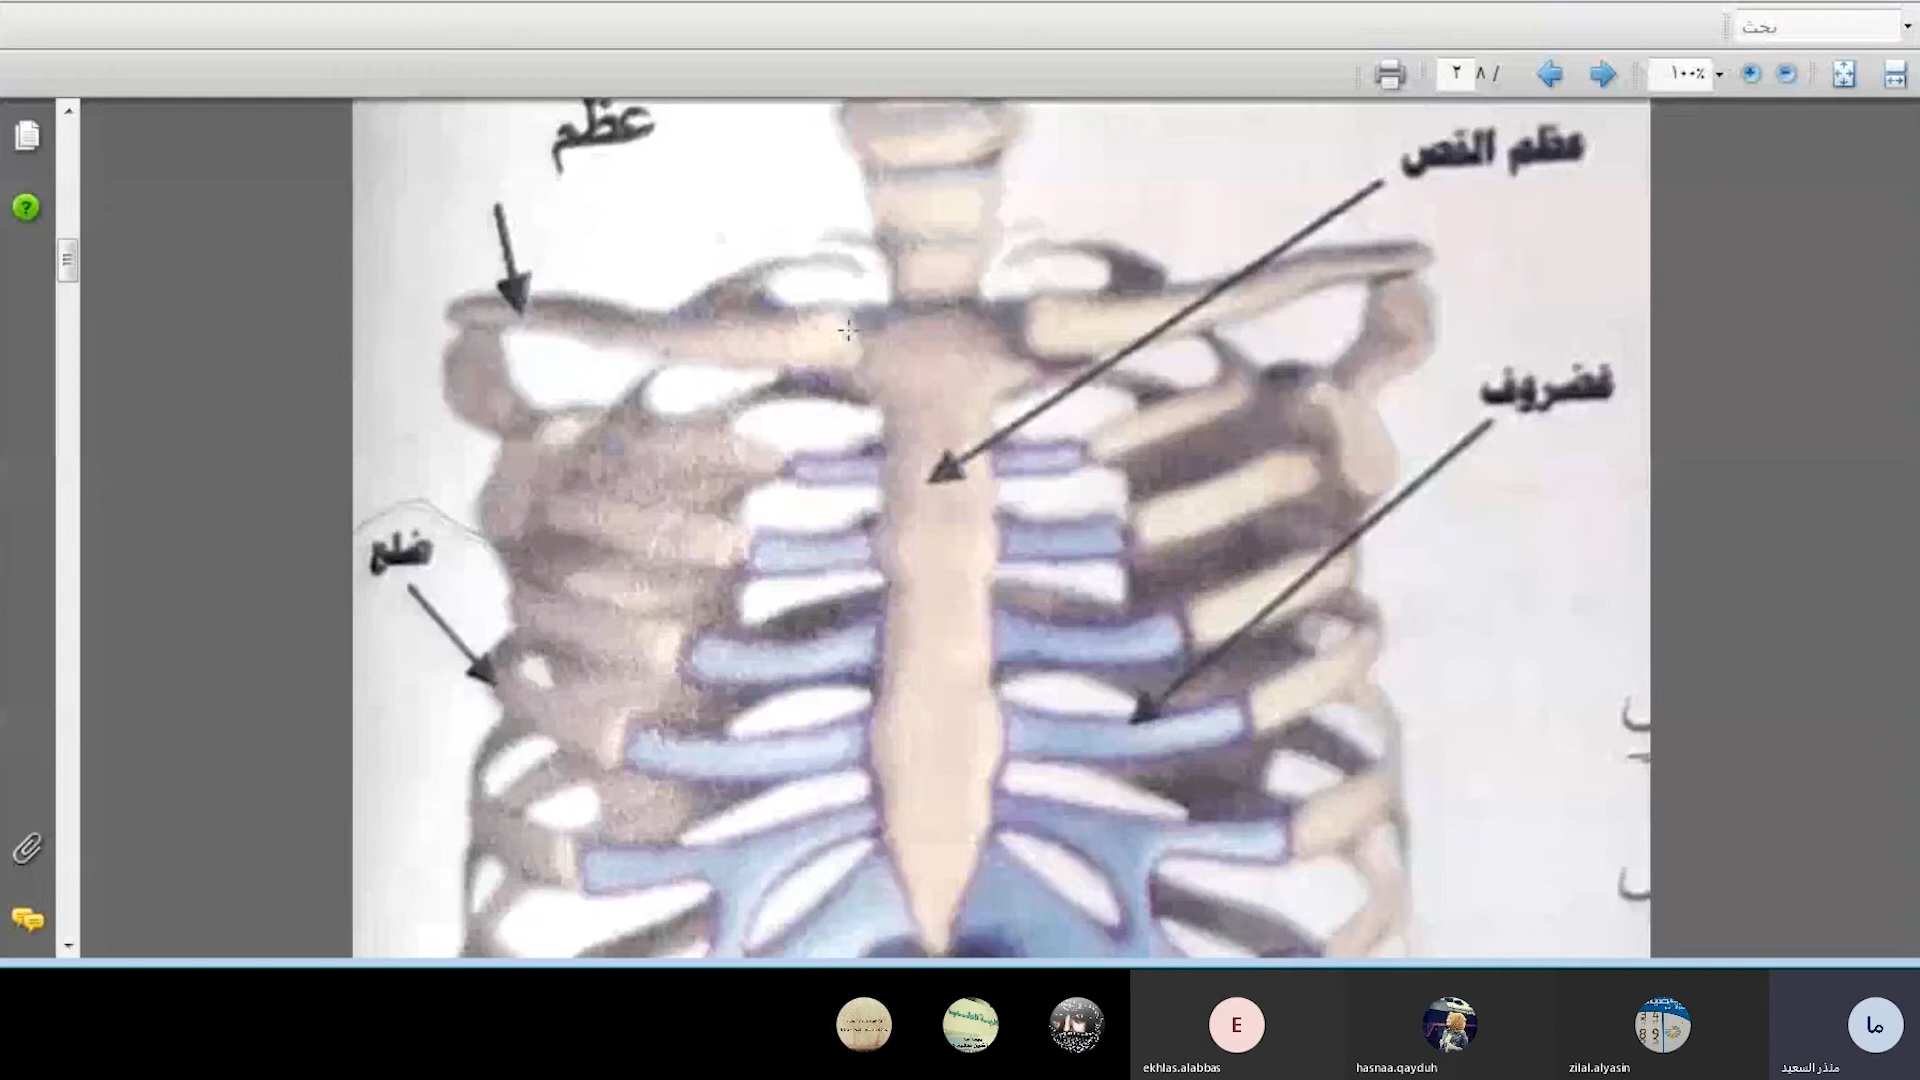 بحث
٢
٨ /
١٠٠٪
عظم
عظم القص
غضروف
ضلع
E
ما
ekhlas.alabbas
hasnaa.qayduh
zilal.alyasin
منذر السعيد